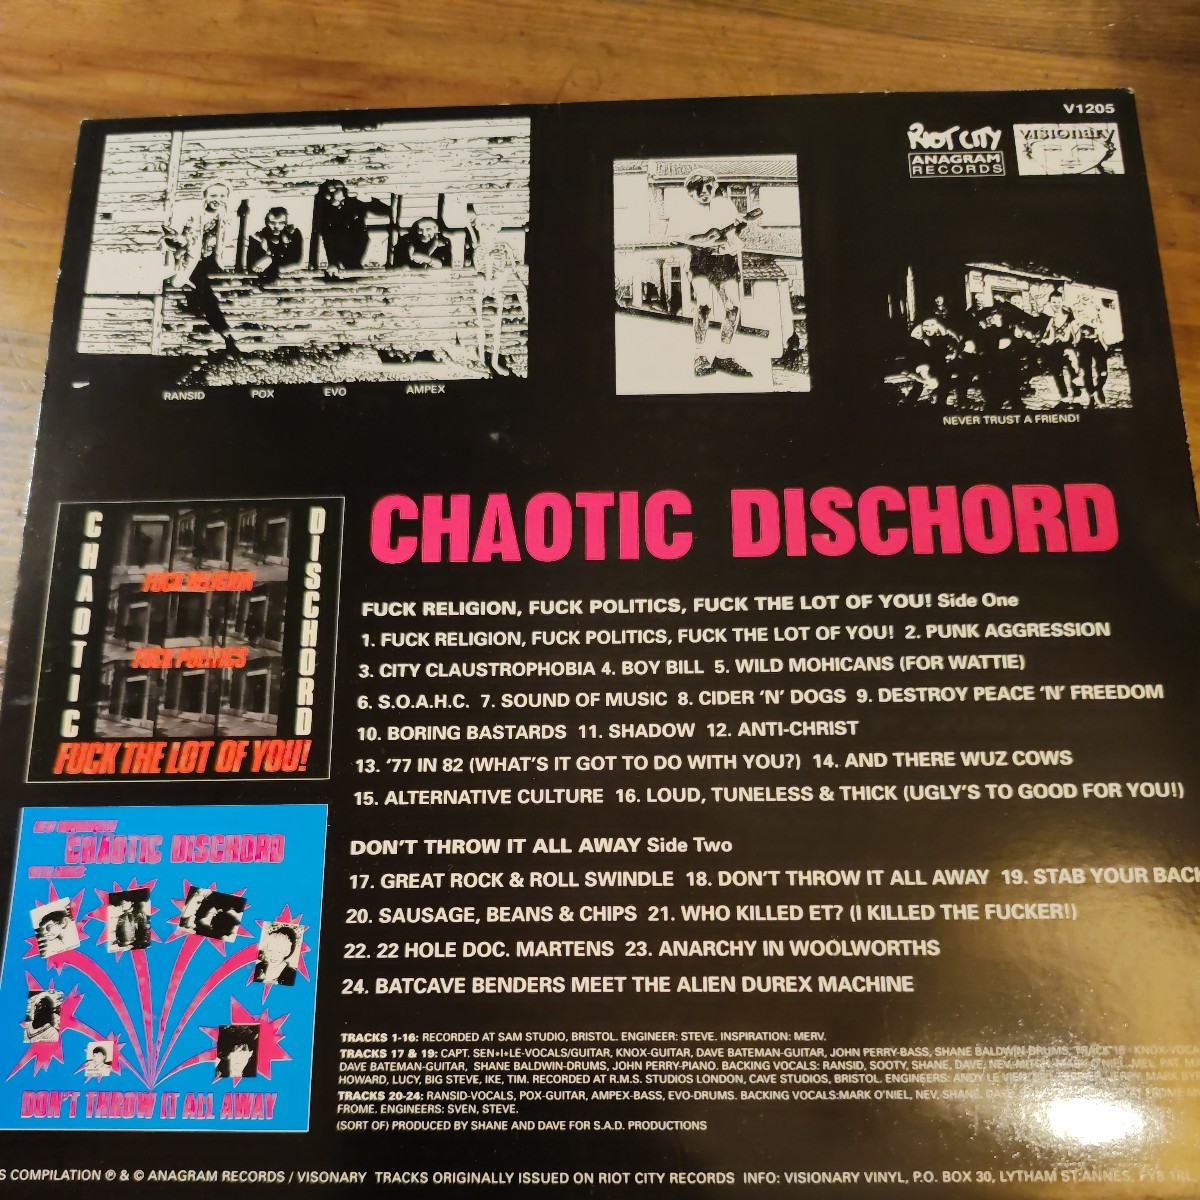 V1205
RIOT CITY
ANAGRAM
RECORDS
visionary
RANSID POX EVO AMPEX
NEVER TRUST A FRIEND!
CHAOTIC DISCHORD
CHAOTIC
DISCHORD
FUCK RELIGION
FUCK POLITICS
FUCK THE LOT OF YOU!
FUCK RELIGION, FUCK POLITICS, FUCK THE LOT OF YOU! Side One
1. FUCK RELIGION, FUCK POLITICS, FUCK THE LOT OF YOU! 2. PUNK AGGRESSION
3. CITY CLAUSTROPHOBIA 4. BOY BILL 5. WILD MOHICANS (FOR WATTIE)
6. S.O.A.H.C. 7. SOUND OF MUSIC 8. CIDER 'N' DOGS 9. DESTROY PEACE 'N' FREEDOM
10. BORING BASTARDS 11. SHADOW 12. ANTI-CHRIST
13. '77 IN 82 (WHAT'S IT GOT TO DO WITH YOU?) 14. AND THERE WUZ COWS
15. ALTERNATIVE CULTURE 16. LOUD, TUNELESS & THICK (UGLY'S TO GOOD FOR YOU!)
CHAOTIC DISCHORD
DON'T THROW IT ALL AWAY
DON'T THROW IT ALL AWAY Side Two
17. GREAT ROCK & ROLL SWINDLE 18. DON'T THROW IT ALL AWAY 19. STAB YOUR BACK
20. SAUSAGE, BEANS & CHIPS 21. WHO KILLED ET? (I KILLED THE FUCKER!)
22. 22 HOLE DOC. MARTENS 23. ANARCHY IN WOOLWORTHS
24. BATCAVE BENDERS MEET THE ALIEN DUREX MACHINE
TRACKS 1-16: RECORDED AT SAM STUDIO, BRISTOL. ENGINEER: STEVE. INSPIRATION: MERV.
TRACKS 17 & 19: CAPT. SEN•I•LE-VOCALS/GUITAR, KNOX-GUITAR, DAVE BATEMAN-GUITAR, JOHN PERRY-BASS, SHANE BALDWIN-DRUMS, TRACK 18 - KNOX-VOCALS
DAVE BATEMAN-GUITAR, SHANE BALDWIN-DRUMS, JOHN PERRY-PIANO. BACKING VOCALS: RANSID, SOOTY, SHANE, DAVE, NEV, MITCH, MARK O'NIEL
HOWARD, LUCY, BIG STEVE, IKE, TIM. RECORDED AT R.M.S. STUDIOS LONDON, CAVE STUDIOS, BRISTOL. ENGINEERS: ANDY
TRACKS 20-24: RANSID-VOCALS, POX-GUITAR, AMPEX-BASS, EVO-DRUMS. BACKING VOCALS:MARK O'NIEL, NEV, SHANE,
FROME. ENGINEERS: SVEN, STEVE.
(SORT OF) PRODUCED BY SHANE AND DAVE FOR S.A.D. PRODUCTIONS
S COMPILATION ℗ & © ANAGRAM RECORDS / VISONARY TRACKS ORIGINALLY ISSUED ON RIOT CITY RECORDS INFO: VISIONARY VINYL, P.O. BOX 30, LYTHAM ST.ANNES, FY8 1RL